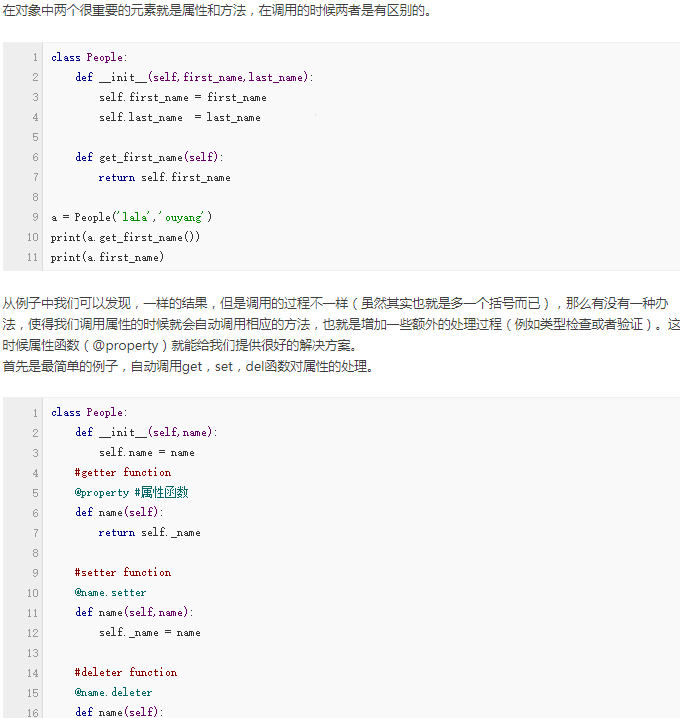 在对象中两个很重要的元素就是属性和方法，在调用的时候两者是有区别的。
1 class People:
2     def __init__(self,first_name,last_name):
3         self.first_name = first_name
4         self.last_name  = last_name
5
6     def get_first_name(self):
7         return self.first_name
8
9 a = People('lala','ouyang')
10 print(a.get_first_name())
11 print(a.first_name)
从例子中我们可以发现，一样的结果，但是调用的过程不一样（虽然其实也就是多一个括号而已），那么有没有一种办
法，使得我们调用属性的时候就会自动调用相应的方法，也就是增加一些额外的处理过程（例如类型检查或者验证）。这
时候属性函数（@property）就能给我们提供很好的解决方案。
首先是最简单的例子，自动调用get，set，del函数对属性的处理。
1 class People:
2     def __init__(self,name):
3         self.name = name
4     #getter function
5     @property #属性函数
6     def name(self):
7         return self._name
8
9     #setter function
10     @name.setter
11     def name(self,name):
12         self._name = name
13
14     #deleter function
15     @name.deleter
16     def name(self):